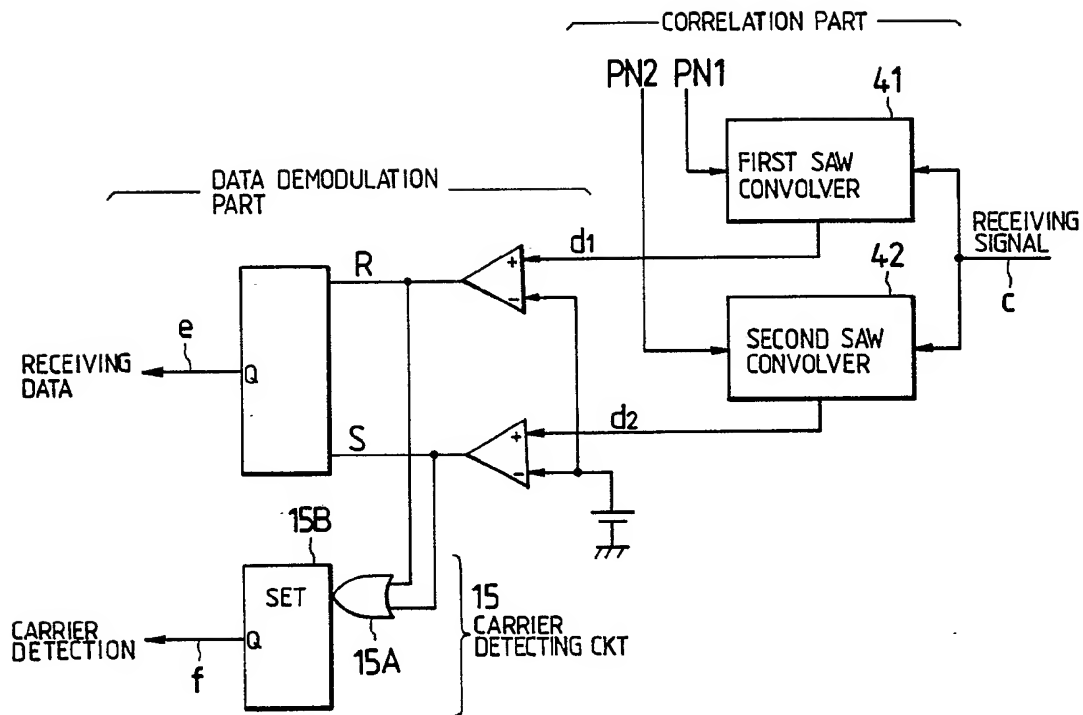 CORRELATION PART
PN2 PN1
41
FIRST SAW
CONVOLVER
DATA DEMODULATION
PART
RECEIVING
SIGNAL
c
d1
42
R
+
-
SECOND SAW
CONVOLVER
e
RECEIVING
DATA
Q
d2
S
+
-
15B
SET
15
CARRIER
DETECTING CKT
CARRIER
DETECTION
Q
15A
f